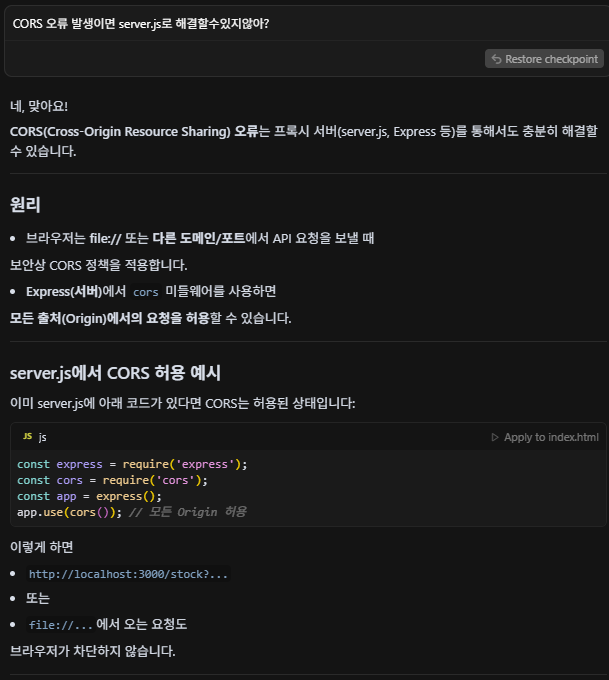 CORS 오류 발생이면 server.js로 해결할수있지않아?
Restore checkpoint
네, 맞아요!
CORS(Cross-Origin Resource Sharing) 오류는 프록시 서버(server.js, Express 등)를 통해서도 충분히 해결할
수 있습니다.
원리
• 브라우저는 file:// 또는 다른 도메인/포트에서 API 요청을 보낼 때
보안상 CORS 정책을 적용합니다.
• Express(서버)에서 cors 미들웨어를 사용하면
모든 출처(Origin)에서의 요청을 허용할 수 있습니다.
server.js에서 CORS 허용 예시
이미 server.js에 아래 코드가 있다면 CORS는 허용된 상태입니다:
JS js
Apply to index.html
const express = require('express');
const cors = require('cors');
const app = express();
app.use(cors()); // 모든 Origin 허용
이렇게 하면
• http://localhost:3000/stock?...
• 또는
• file://... 에서 오는 요청도
브라우저가 차단하지 않습니다.